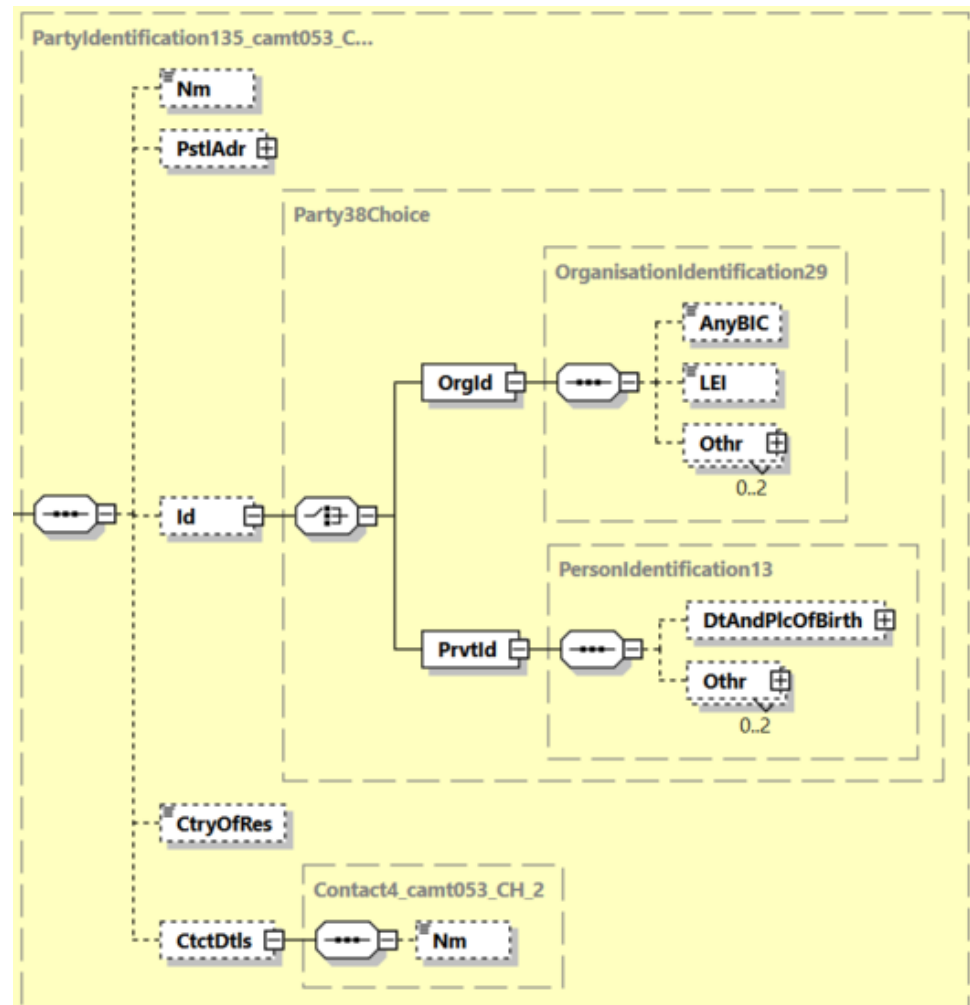 PartyIdentification135_camt053_C...
Nm
PstlAdr
Party38Choice
OrganisationIdentification29
AnyBIC
OrgId
LEI
Othr
0..2
Id
PersonIdentification13
DtAndPlcOfBirth
PrvtId
Othr
0..2
CtryOfRes
Contact4_camt053_CH_2
CtctDtls
Nm